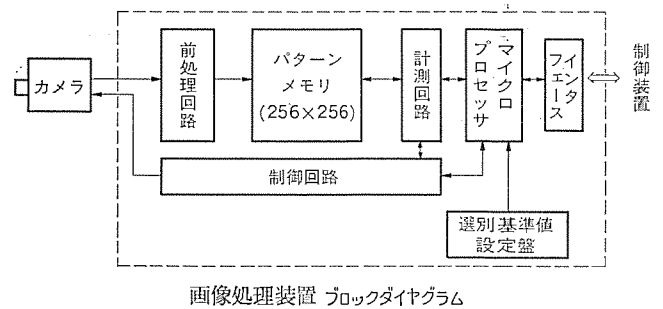 カメラ
前処理回路
パターン
メモリ
(256×256)
計測回路
マイクロ
プロセッサ
インタ
フェース
制御装置
制御回路
選別基準値
設定盤
画像処理装置 ブロックダイヤグラム